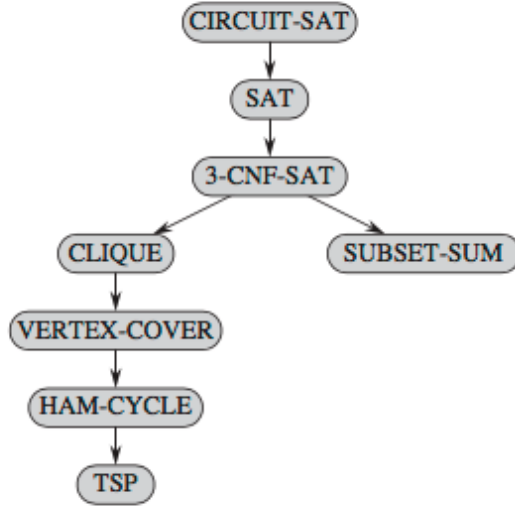 CIRCUIT-SAT
SAT
3-CNF-SAT
CLIQUE
SUBSET-SUM
VERTEX-COVER
HAM-CYCLE
TSP